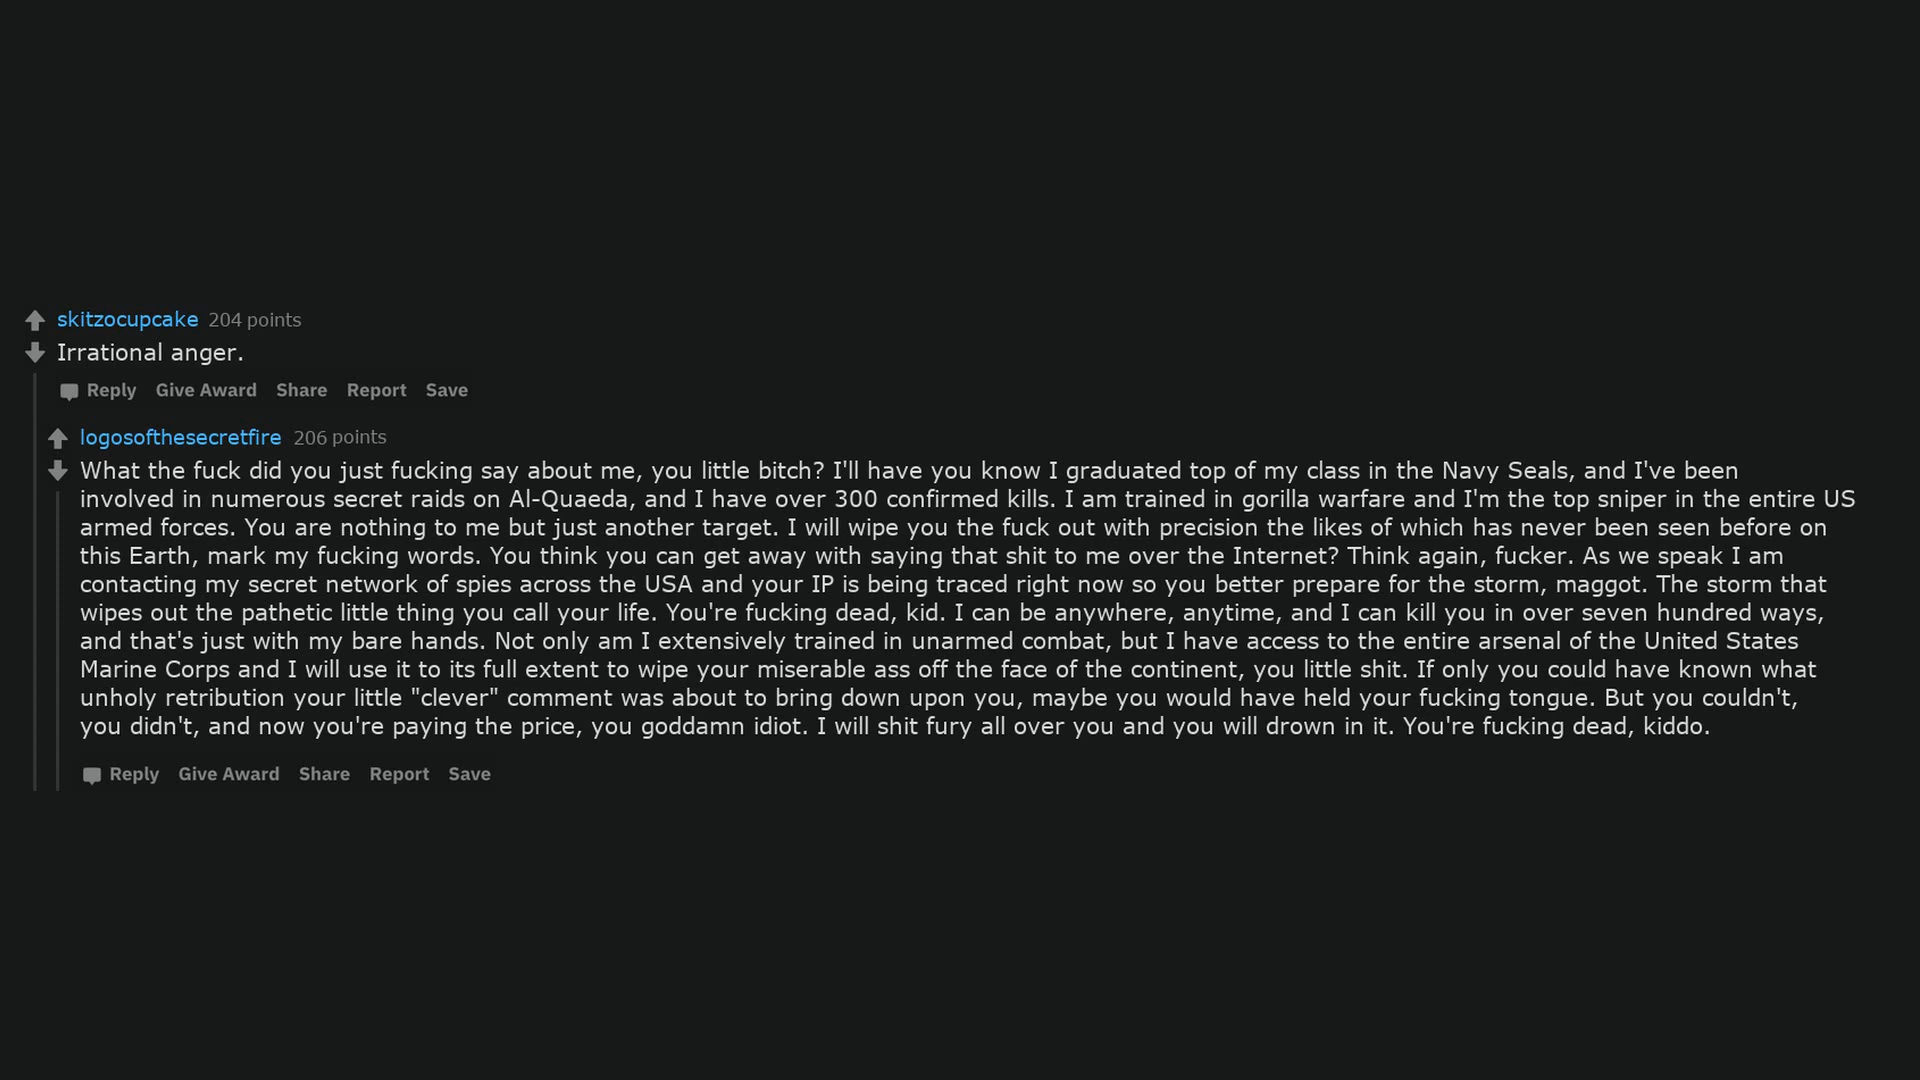 skitzocupcake 204 points
Irrational anger.
Reply Give Award Share Report Save
logosofthesecretfire 206 points
What the fuck did you just fucking say about me, you little bitch? I'll have you know I graduated top of my class in the Navy Seals, and I've been
involved in numerous secret raids on Al-Quaeda, and I have over 300 confirmed kills. I am trained in gorilla warfare and I'm the top sniper in the entire US
armed forces. You are nothing to me but just another target. I will wipe you the fuck out with precision the likes of which has never been seen before on
this Earth, mark my fucking words. You think you can get away with saying that shit to me over the Internet? Think again, fucker. As we speak I am
contacting my secret network of spies across the USA and your IP is being traced right now so you better prepare for the storm, maggot. The storm that
wipes out the pathetic little thing you call your life. You're fucking dead, kid. I can be anywhere, anytime, and I can kill you in over seven hundred ways,
and that's just with my bare hands. Not only am I extensively trained in unarmed combat, but I have access to the entire arsenal of the United States
Marine Corps and I will use it to its full extent to wipe your miserable ass off the face of the continent, you little shit. If only you could have known what
unholy retribution your little "clever" comment was about to bring down upon you, maybe you would have held your fucking tongue. But you couldn't,
you didn't, and now you're paying the price, you goddamn idiot. I will shit fury all over you and you will drown in it. You're fucking dead, kiddo.
Reply Give Award Share Report Save